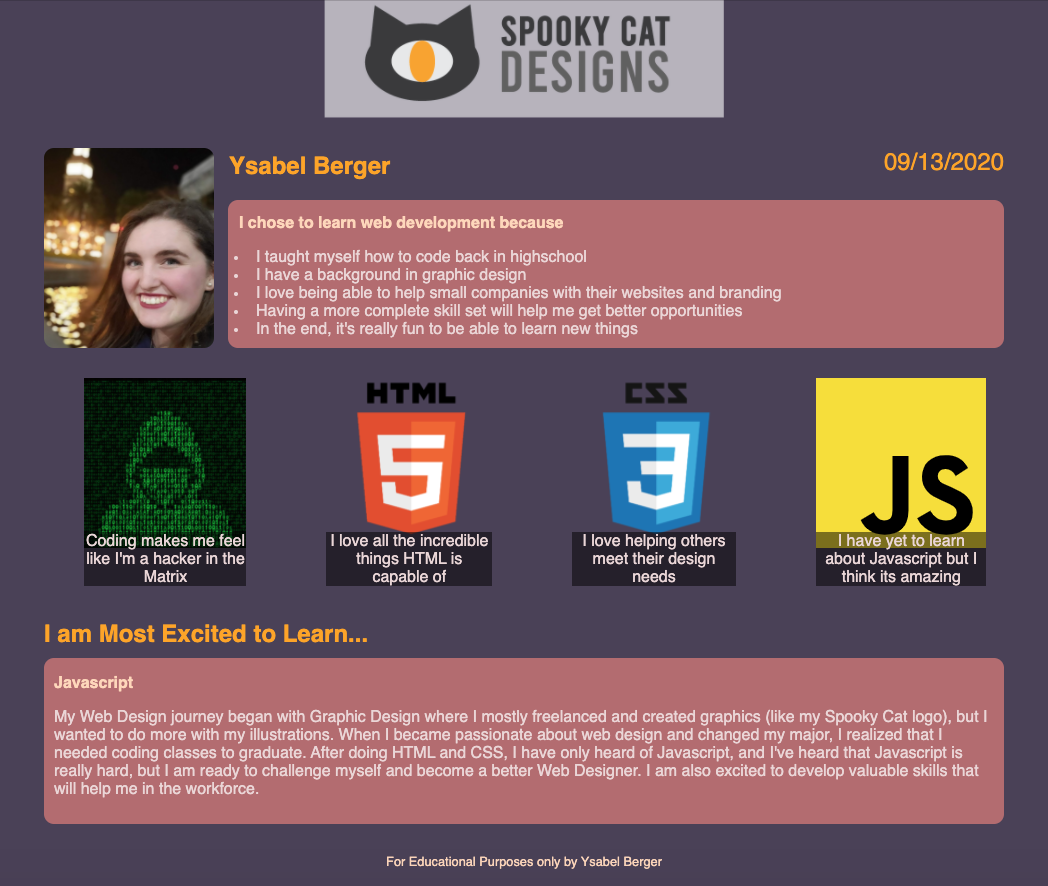 SPOOKY CAT
DESIGNS
Ysabel Berger
09/13/2020
I chose to learn web development because
• I taught myself how to code back in highschool
• I have a background in graphic design
• I love being able to help small companies with their websites and branding
• Having a more complete skill set will help me get better opportunities
• In the end, it's really fun to be able to learn new things
Coding makes me feel
like I'm a hacker in the
Matrix
HTML
5
I love all the incredible
things HTML is
capable of
CSS
3
I love helping others
meet their design
needs
JS
I have yet to learn
about Javascript but I
think its amazing
I am Most Excited to Learn...
Javascript
My Web Design journey began with Graphic Design where I mostly freelanced and created graphics (like my Spooky Cat logo), but I
wanted to do more with my illustrations. When I became passionate about web design and changed my major, I realized that I
needed coding classes to graduate. After doing HTML and CSS, I have only heard of Javascript, and I've heard that Javascript is
really hard, but I am ready to challenge myself and become a better Web Designer. I am also excited to develop valuable skills that
will help me in the workforce.
For Educational Purposes only by Ysabel Berger